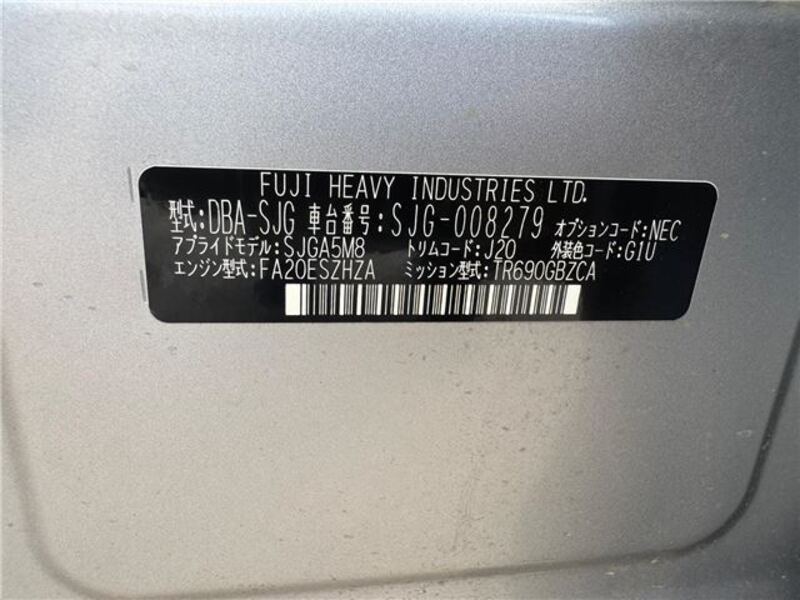 FUJI HEAVY INDUSTRIES LTD.
型式:DBA-SJG 車台番号:SJG-008279 オプションコード:NEC
アプライドモデル:SJGA5M8 トリムコード:J20 外装色コード:G1U
エンジン型式:FA20ESZHZA ミッション型式:TR690GBZCA